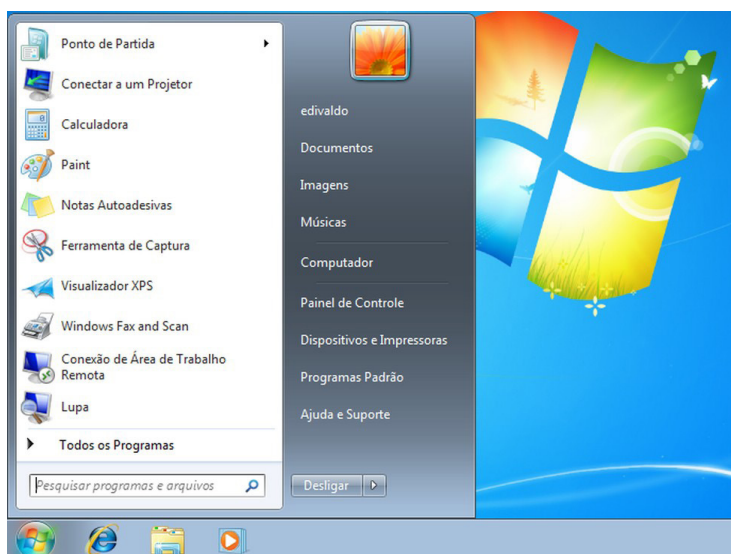 Ponto de Partida
Conectar a um Projetor
Calculadora
Paint
Notas Autoadesivas
Ferramenta de Captura
Visualizador XPS
Windows Fax and Scan
Conexão de Área de Trabalho
Remota
Lupa
Todos os Programas
Pesquisar programas e arquivos
edivaldo
Documentos
Imagens
Músicas
Computador
Painel de Controle
Dispositivos e Impressoras
Programas Padrão
Ajuda e Suporte
Desligar